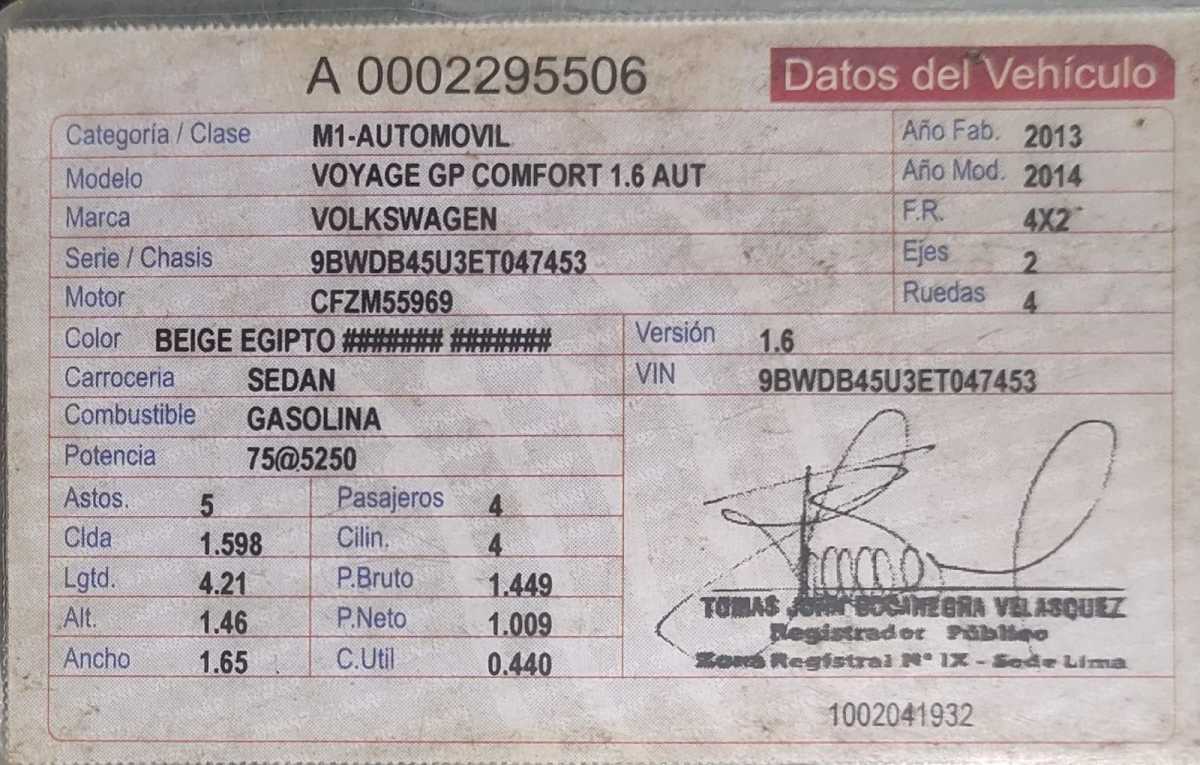 A 0002295506
Datos del Vehículo
Categoría / Clase M1-AUTOMOVIL
Año Fab. 2013
Modelo VOYAGE GP COMFORT 1.6 AUT
Año Mod. 2014
Marca VOLKSWAGEN
F.R. 4X2
Serie / Chasis 9BWDB45U3ET047453
Ejes 2
Motor CFZM55969
Ruedas 4
Color BEIGE EGIPTO ####### #######
Versión 1.6
Carroceria SEDAN
VIN 9BWDB45U3ET047453
Combustible GASOLINA
Potencia 75@5250
Astos. 5 Pasajeros 4
Clda 1.598 Cilin. 4
Lgtd. 4.21 P.Bruto 1.449
Alt. 1.46 P.Neto 1.009
Ancho 1.65 C.Util 0.440
TOMAS JOHN BOCANEGRA VELASQUEZ
Registrador Público
Zona Registral N° IX - Sede Lima
1002041932